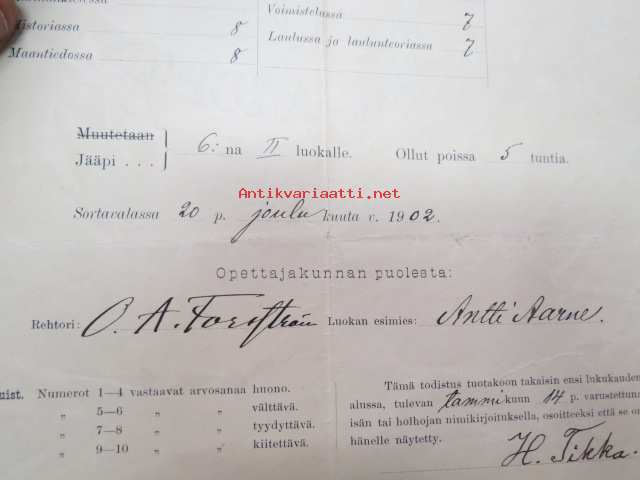 Voimistelussa 7
Historiassa 8
Laulussa ja laulunteoriassa 7
Maantiedossa 8
Muutetaan
Jääpi . . . } 6:na II luokalle. Ollut poissa 5 tuntia.
Antikvariaatti.net
Sortavalassa 20 p. joulukuuta v. 1902.
Opettajakunnan puolesta:
Rehtori: O. A. Forsström Luokan esimies: Antti Aarne.
uist. Numerot 1—4 vastaavat arvosanaa huono.
„ 5—6 „ „ välttävä.
„ 7—8 „ „ tyydyttävä.
„ 9—10 „ „ kiitettävä.
Tämä todistus tuotakoon takaisin ensi lukukauden
alussa, tulevan tammikuun 14 p. varustettuna
isän tai holhojan nimikirjoituksella, osoitteeksi että se on
hänelle näytetty.
H. Tikka.